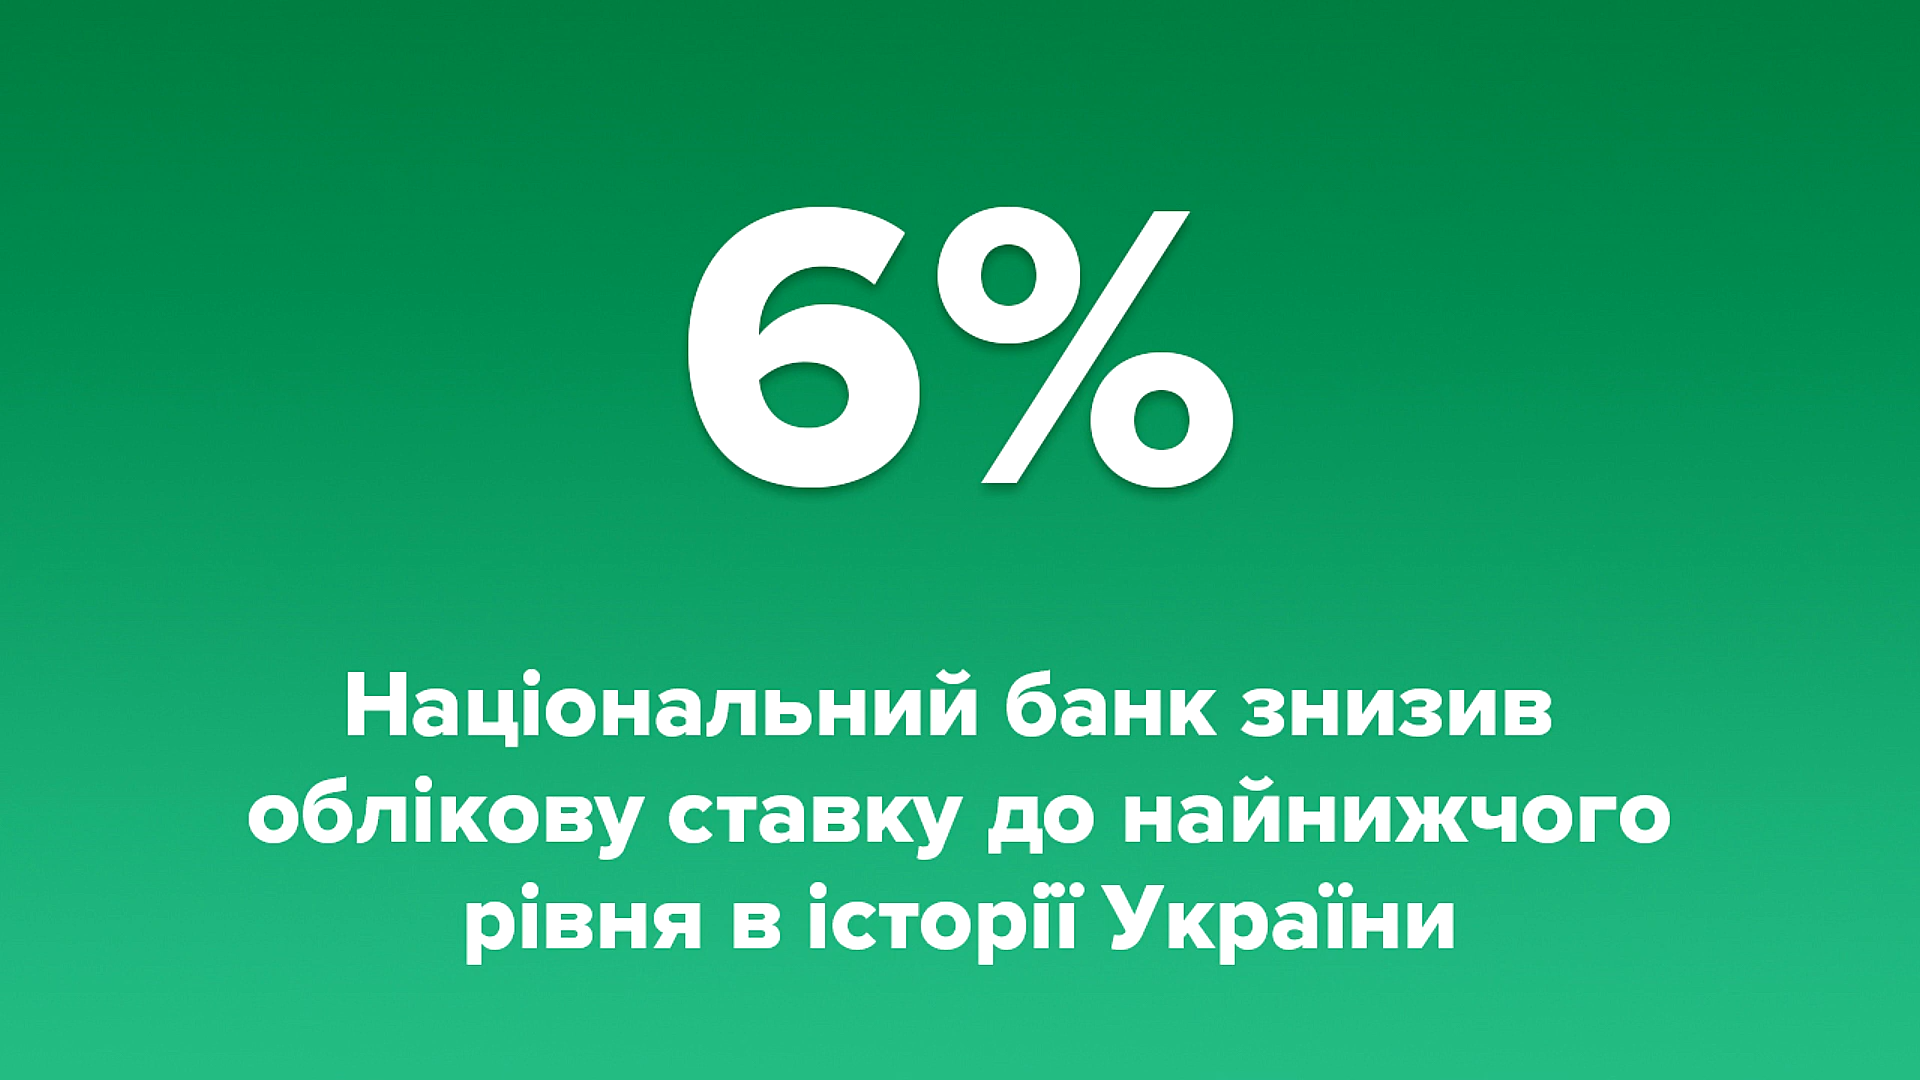 6%
Національний банк знизив
облікову ставку до найнижчого
рівня в історії України